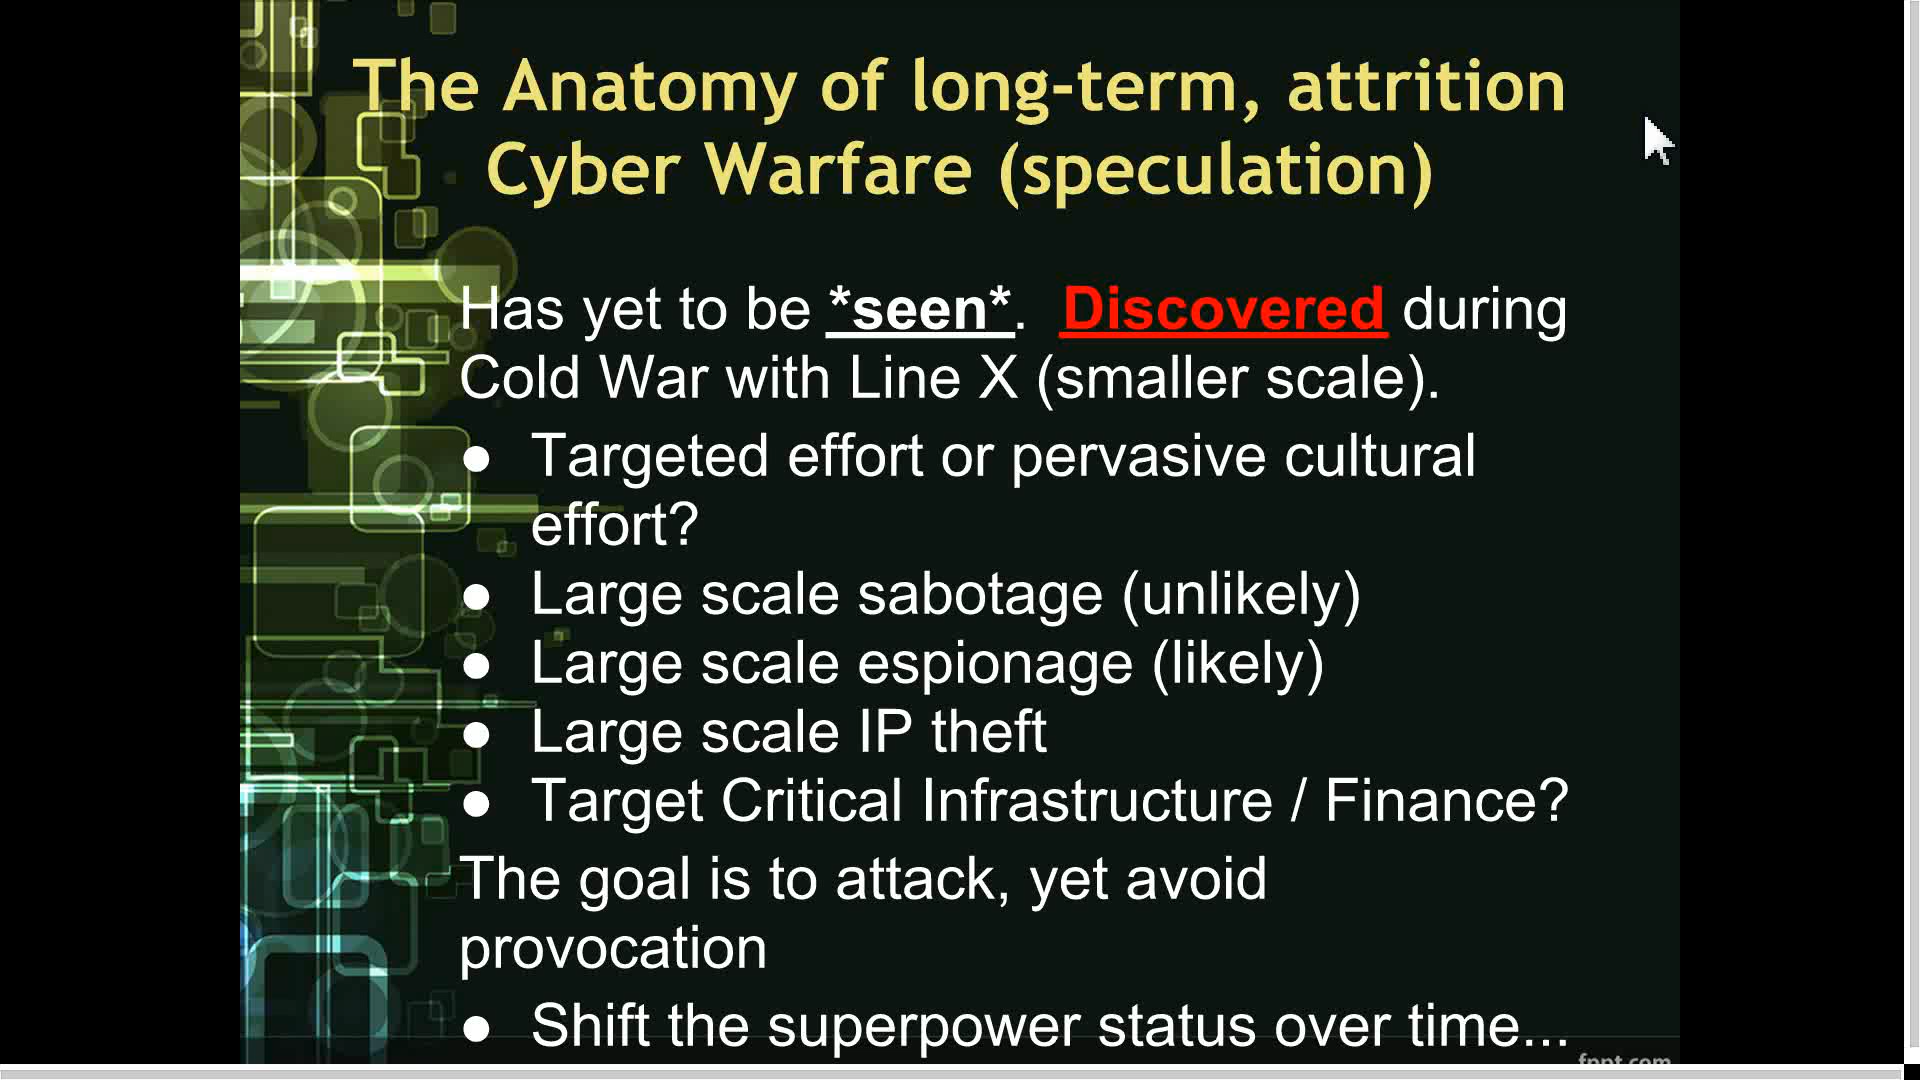 The Anatomy of long-term, attrition
Cyber Warfare (speculation)
Has yet to be *seen*. Discovered during
Cold War with Line X (smaller scale).
● Targeted effort or pervasive cultural
effort?
● Large scale sabotage (unlikely)
● Large scale espionage (likely)
● Large scale IP theft
● Target Critical Infrastructure / Finance?
The goal is to attack, yet avoid
provocation
● Shift the superpower status over time...
fppt.com